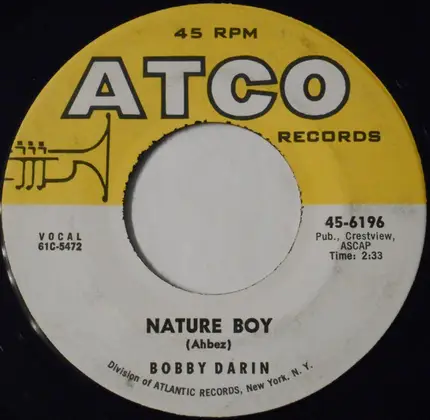 45 RPM
ATCO
RECORDS
VOCAL
61C-5472
45-6196
Pub., Crestview,
ASCAP
Time: 2:33
NATURE BOY
(Ahbez)
BOBBY DARIN
Division of ATLANTIC RECORDS, New York, N. Y.